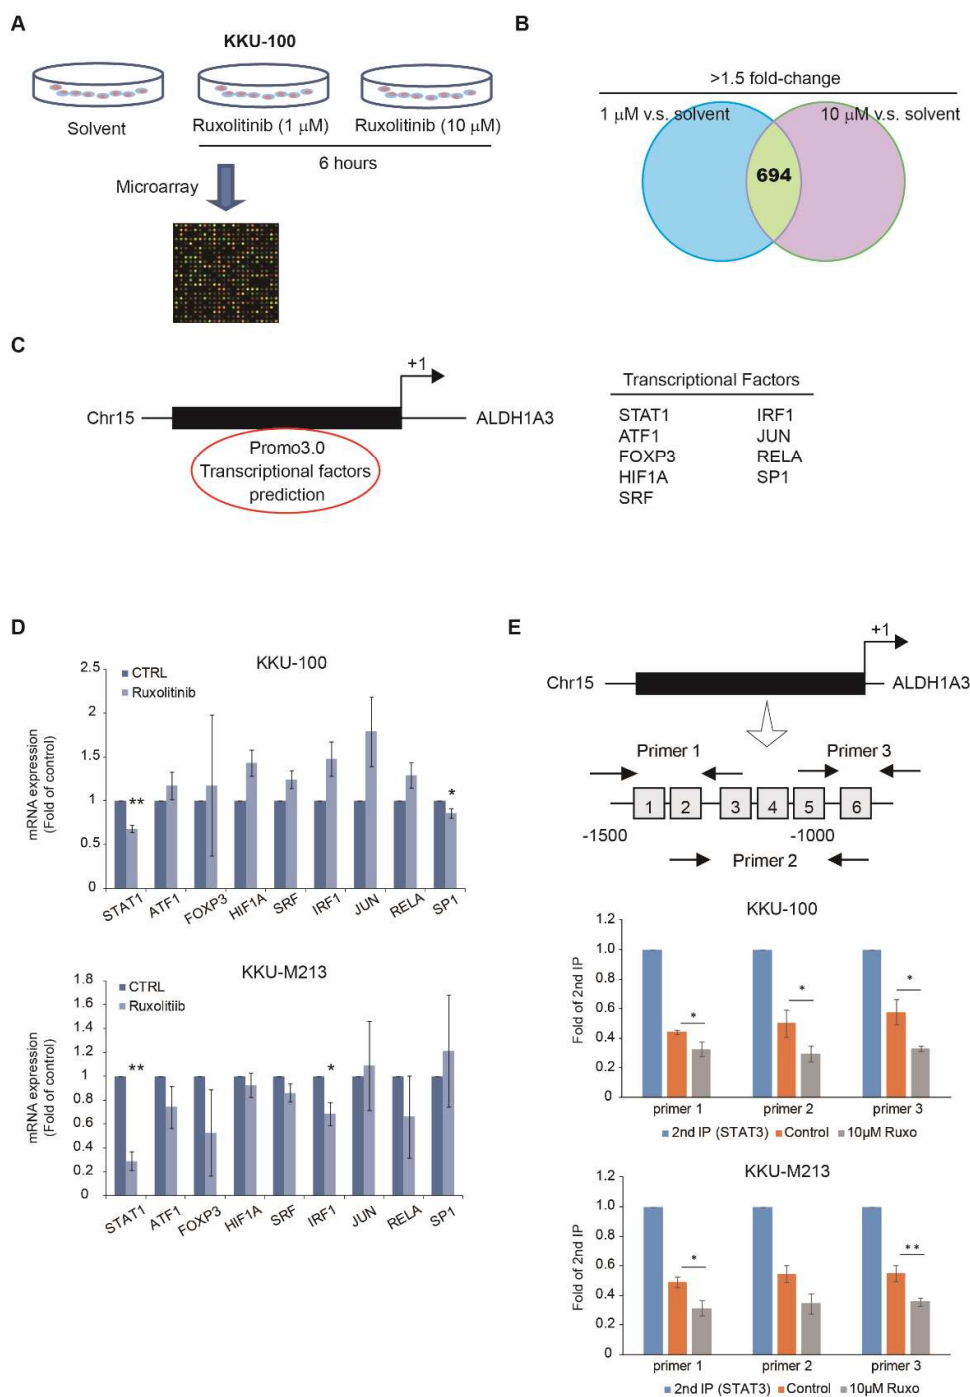 A
KKU-100
Solvent
Ruxolitinib (1 μM)
Ruxolitinib (10 μM)
6 hours
Microarray
B
>1.5 fold-change
1 μM v.s. solvent
10 μM v.s. solvent
694
C
+1
Chr15
ALDH1A3
Promo3.0
Transcriptional factors
prediction
Transcriptional Factors
STAT1 IRF1
ATF1 JUN
FOXP3 RELA
HIF1A SP1
SRF
D
KKU-100
CTRL
Ruxolitinib
mRNA expression
(Fold of control)
2.5
2
1.5
1
0.5
0
** *
STAT1 ATF1 FOXP3 HIF1A SRF IRF1 JUN RELA SP1
KKU-M213
CTRL
Ruxolitiib
mRNA expression
(Fold of control)
1.8
1.6
1.4
1.2
1
0.8
0.6
0.4
0.2
0
** *
STAT1 ATF1 FOXP3 HIF1A SRF IRF1 JUN RELA SP1
E
+1
Chr15
ALDH1A3
Primer 1
Primer 3
1 2 3 4 5 6
-1500
-1000
Primer 2
KKU-100
Fold of 2nd IP
1.2
1.0
0.8
0.6
0.4
0.2
0
* * *
primer 1 primer 2 primer 3
2nd IP (STAT3) Control 10μM Ruxo
KKU-M213
Fold of 2nd IP
1.2
1.0
0.8
0.6
0.4
0.2
0
* **
primer 1 primer 2 primer 3
2nd IP (STAT3) Control 10μM Ruxo